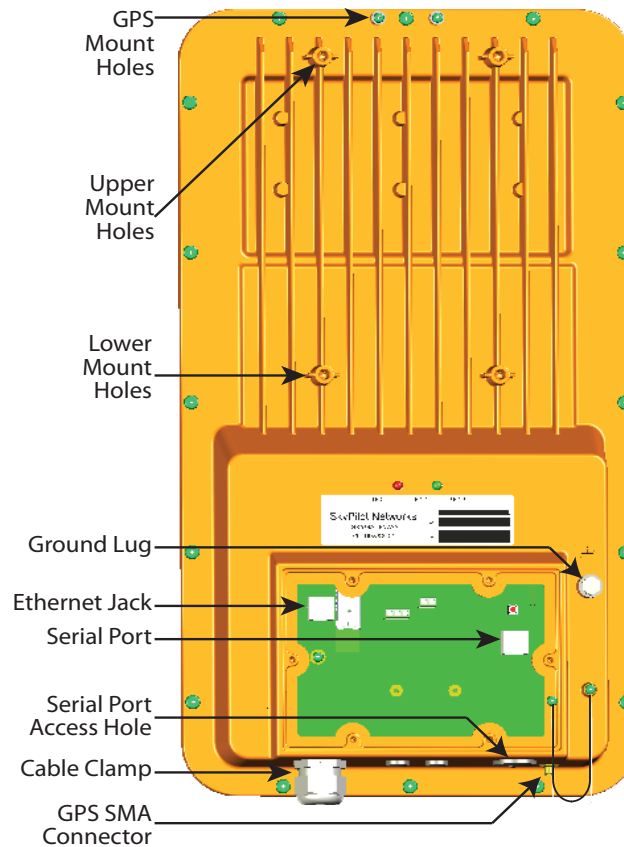 GPS
Mount
Holes
Upper
Mount
Holes
Lower
Mount
Holes
SkyPilot Networks
Ground Lug
Ethernet Jack
Serial Port
Serial Port
Access Hole
Cable Clamp
GPS SMA
Connector